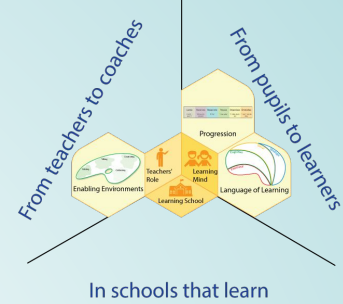 From teachers to coaches
From pupils to learners
Progression
Teachers'
Role
Learning
Mind
Enabling Environments
Language of Learning
Learning School
In schools that learn